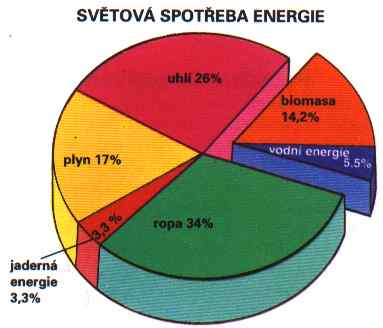 SVĚTOVÁ SPOTŘEBA ENERGIE
uhlí 26%
biomasa
14,2%
vodní energie
5,5%
plyn 17%
3,3 %
ropa 34%
jaderná
energie
3,3%